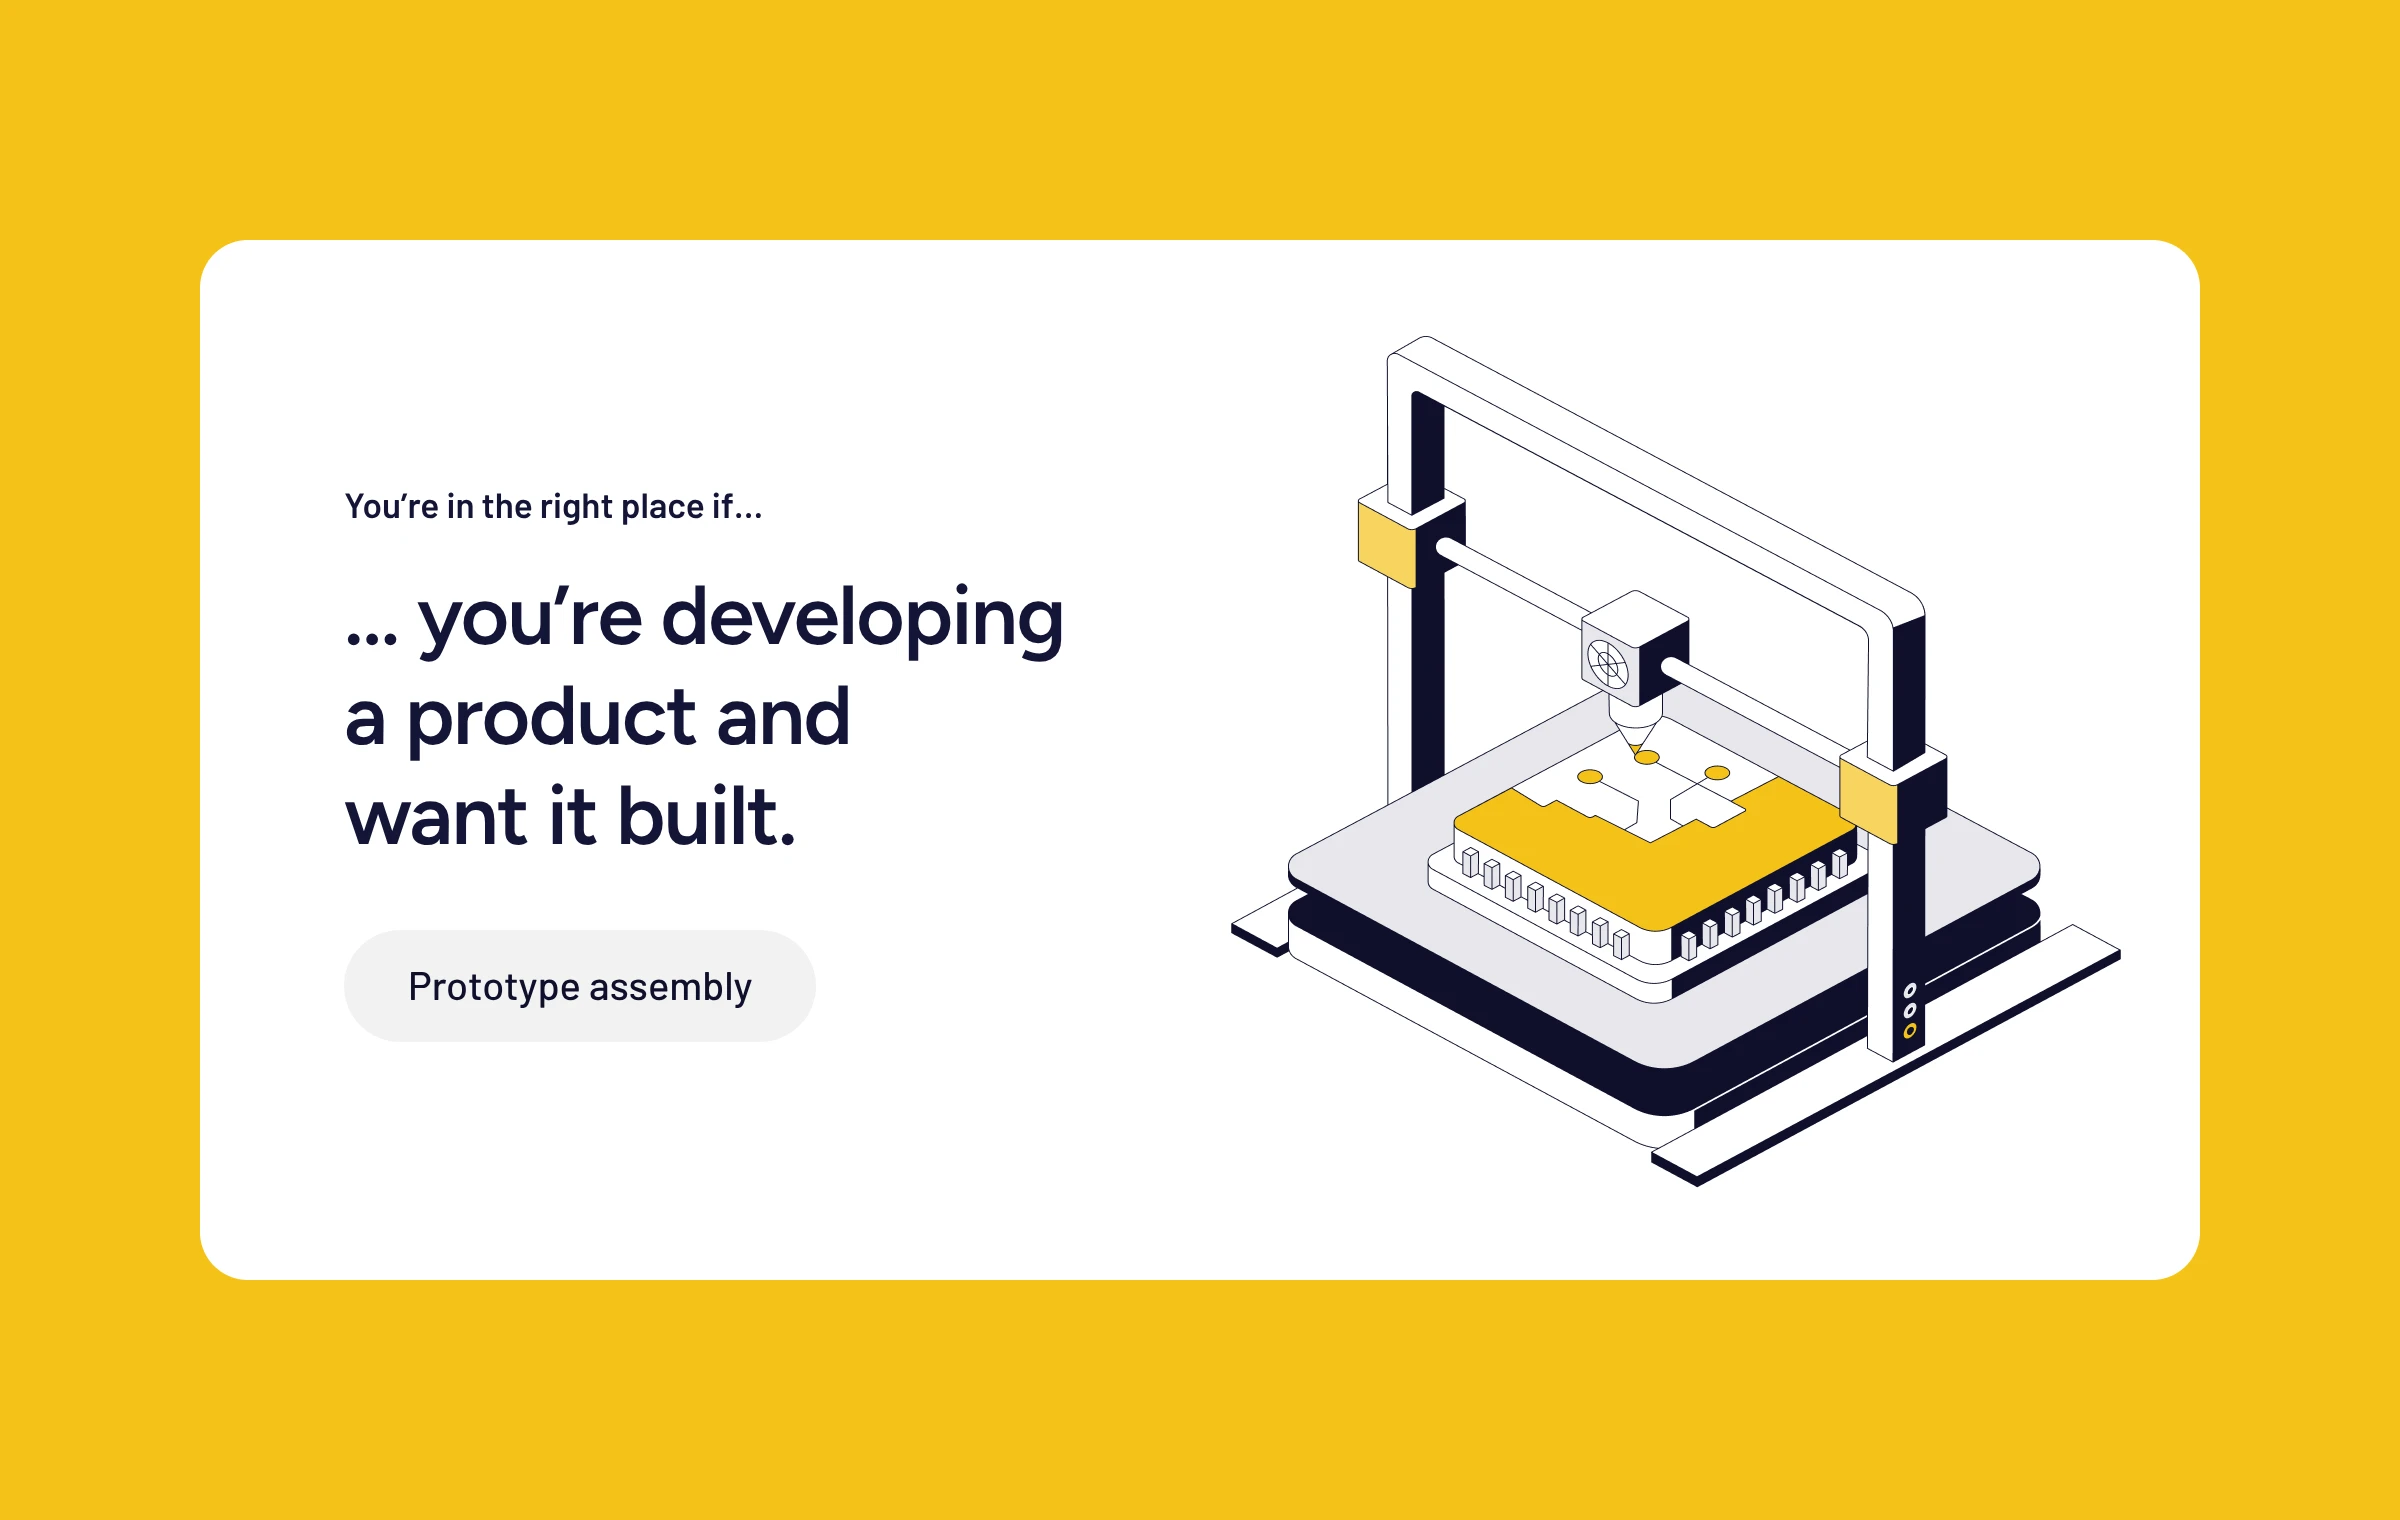 You’re in the right place if...
... you’re developing
a product and
want it built.
Prototype assembly